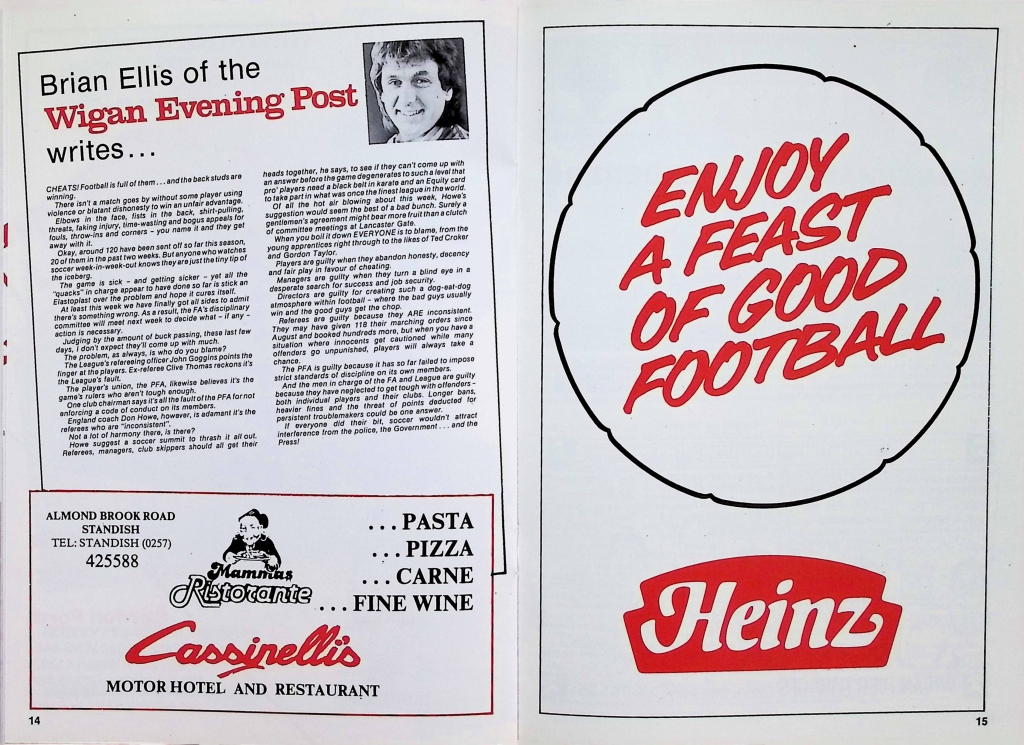 Brian Ellis of the
Wigan Evening Post
writes...
CHEATS! Football is full of them... and the back studs are
winning.
There isn't a match goes by without some player using
violence or blatant dishonesty to win an unfair advantage.
Elbows in the face, fists in the back, shirt-pulling,
threats, faking injury, time-wasting and bogus appeals for
fouls, throw-ins and corners – you name it and they get
away with it.
Okay, around 120 have been sent off so far this season,
20 of them in the past two weeks. But anyone who watches
soccer week-in-week-out knows they are just the tiny tip of
the iceberg.
The game is sick – and getting sicker – yet all the
"quacks" in charge appear to have done so far is stick an
Elastoplast over the problem and hope it cures itself.
At least this week we have finally got all sides to admit
there's something wrong. As a result, the FA's disciplinary
committee will meet next week to decide what – if any –
action is necessary.
Judging by the amount of buck passing, these last few
days, I don't expect they'll come up with much.
The problem, as always, is who do you blame?
The League's refereeing officer John Goggins points the
finger at the players. Ex-referee Clive Thomas reckons it's
the League's fault.
The player's union, the PFA, likewise believes it's the
game's rulers who aren't tough enough.
One club chairman says it's all the fault of the PFA for not
enforcing a code of conduct on its members.
England coach Don Howe, however, is adamant it's the
referees who are "inconsistent".
Not a lot of harmony there, is there?
Howe suggest a soccer summit to thrash it all out.
Referees, managers, club skippers should all get their
heads together, he says, to see if they can't come up with
an answer before the game degenerates to such a level that
pro' players need a black belt in karate and an Equity card
to take part in what was once the finest league in the world.
Of all the hot air blowing about this week, Howe's
suggestion would seem the best of a bad bunch. Surely a
gentlemen's agreement might bear more fruit than a clutch
of committee meetings at Lancaster Gate.
When you boil it down EVERYONE is to blame, from the
young apprentices right through to the likes of Ted Croker
and Gordon Taylor.
Players are guilty when they abandon honesty, decency
and fair play in favour of cheating.
Managers are guilty when they turn a blind eye in a
desperate search for success and job security.
Directors are guilty for creating such a dog-eat-dog
atmosphere within football – where the bad guys usually
win and the good guys get the chop.
Referees are guilty because they ARE inconsistent.
They may have given 118 their marching orders since
August and booked hundreds more, but when you have a
situation where innocents get cautioned while many
offenders go unpunished, players will always take a
chance.
The PFA is guilty because it has so far failed to impose
strict standards of discipline on its own members.
And the men in charge of the FA and League are guilty
because they have neglected to get tough with offenders –
both individual players and their clubs. Longer bans,
heavier fines and the threat of points deducted for
persistent troublemakers could be one answer.
If everyone did their bit, soccer wouldn't attract
interference from the police, the Government... and the
Press!
ALMOND BROOK ROAD
STANDISH
TEL: STANDISH (0257)
425588
Mammas
Ristorante
...PASTA
...PIZZA
...CARNE
...FINE WINE
Cassinelli's
MOTOR HOTEL AND RESTAURANT
14
ENJOY
A FEAST
OF GOOD
FOOTBALL
Heinz
15